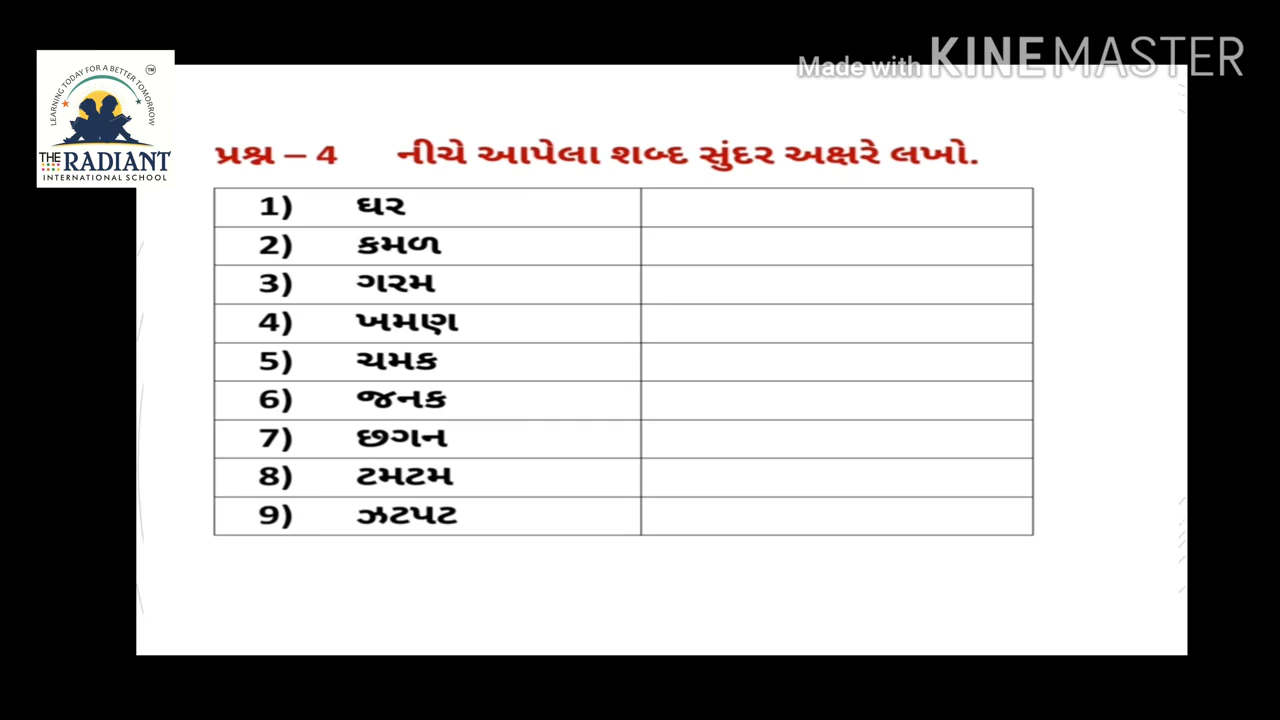 Made with KINEMASTER
LEARNING TODAY FOR A BETTER TOMORROW
TM
THE RADIANT
INTERNATIONAL SCHOOL
પ્રશ્ન – 4 નીચે આપેલા શબ્દ સુંદર અક્ષરે લખો.
1) ઘર
2) કમળ
3) ગરમ
4) ખમણ
5) ચમક
6) જનક
7) છગન
8) ટમટમ
9) ઝટપટ